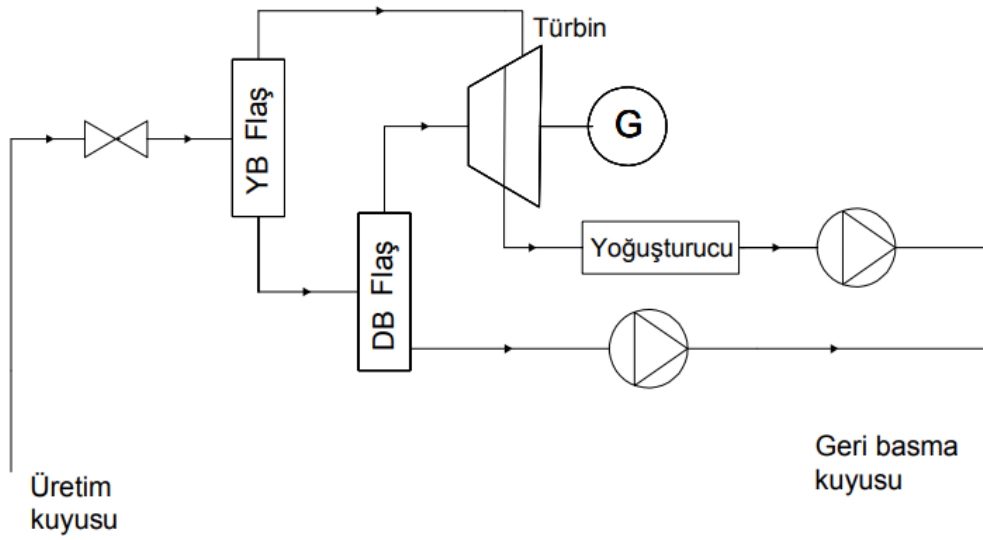 Türbin
YB Flaş
G
DB Flaş
Yoğuşturucu
Üretim
kuyusu
Geri basma
kuyusu